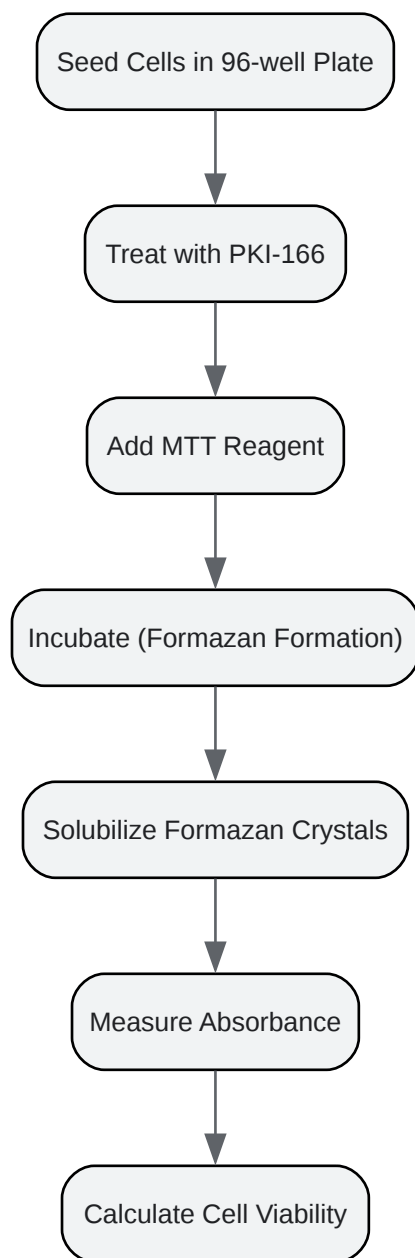 Seed Cells in 96-well Plate
Treat with PKI-166
Add MTT Reagent
Incubate (Formazan Formation)
Solubilize Formazan Crystals
Measure Absorbance
Calculate Cell Viability